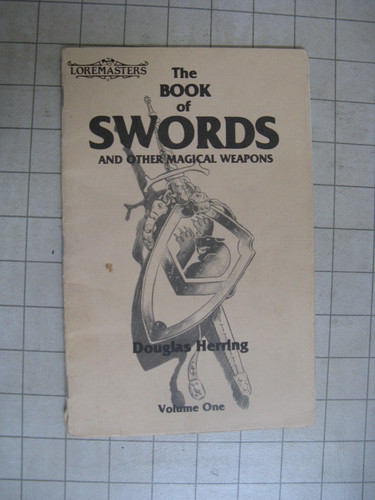 LOREMASTERS
The
BOOK
of
SWORDS
AND OTHER MAGICAL WEAPONS
Douglas Herring
Volume One